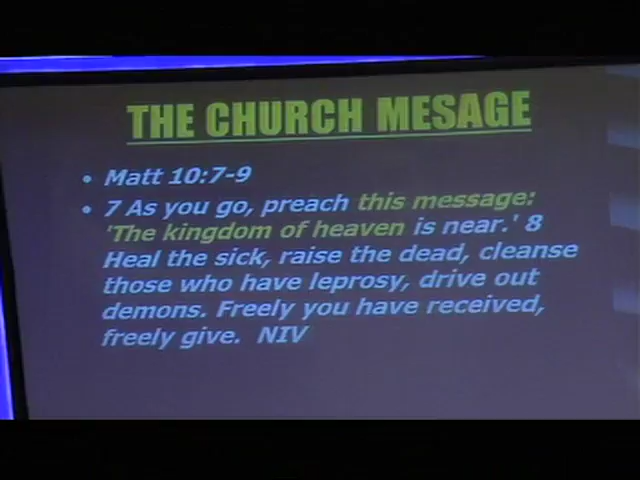 THE CHURCH MESAGE
• Matt 10:7-9
• 7 As you go, preach this message:
'The kingdom of heaven is near.' 8
Heal the sick, raise the dead, cleanse
those who have leprosy, drive out
demons. Freely you have received,
freely give.  NIV